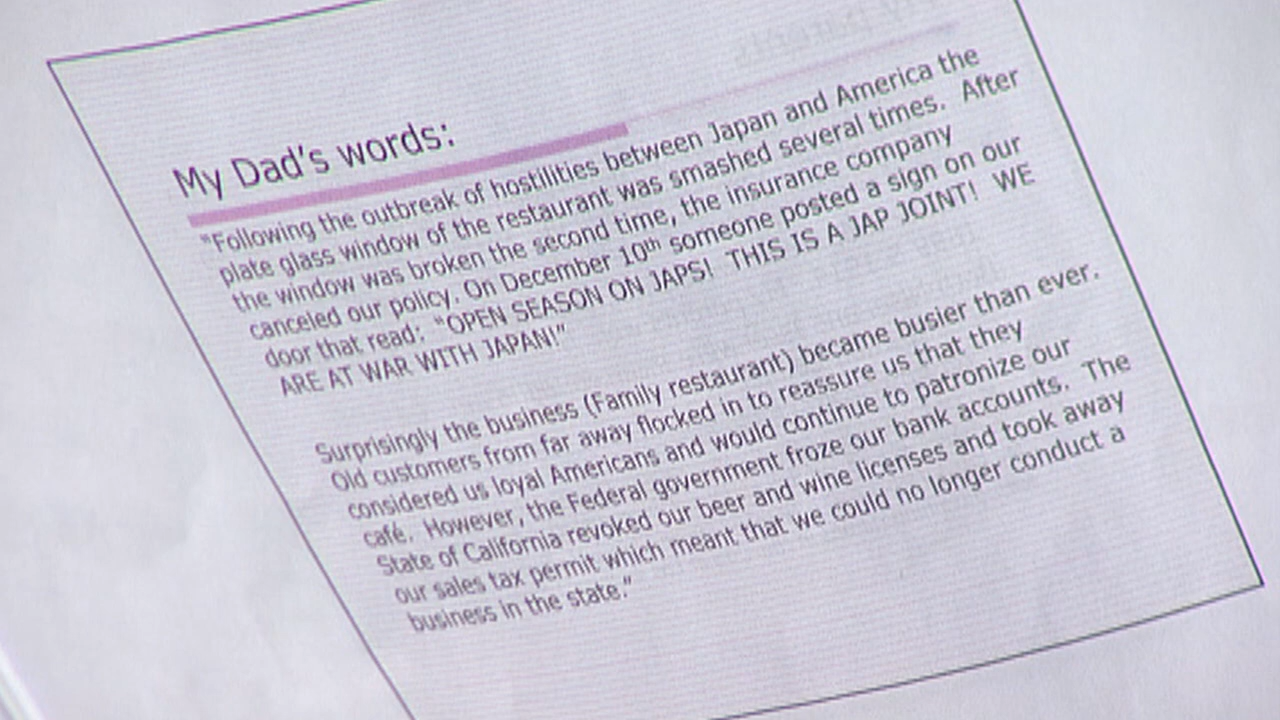 My Dad's words:
"Following the outbreak of hostilities between Japan and America the
plate glass window of the restaurant was smashed several times.  After
the window was broken the second time, the insurance company
canceled our policy. On December 10th someone posted a sign on our
door that read: "OPEN SEASON ON JAPS!  THIS IS A JAP JOINT!  WE
ARE AT WAR WITH JAPAN!"
Surprisingly the business (Family restaurant) became busier than ever.
Old customers from far away flocked in to reassure us that they
considered us loyal Americans and would continue to patronize our
café.  However, the Federal government froze our bank accounts.  The
State of California revoked our beer and wine licenses and took away
our sales tax permit which meant that we could no longer conduct a
business in the state."